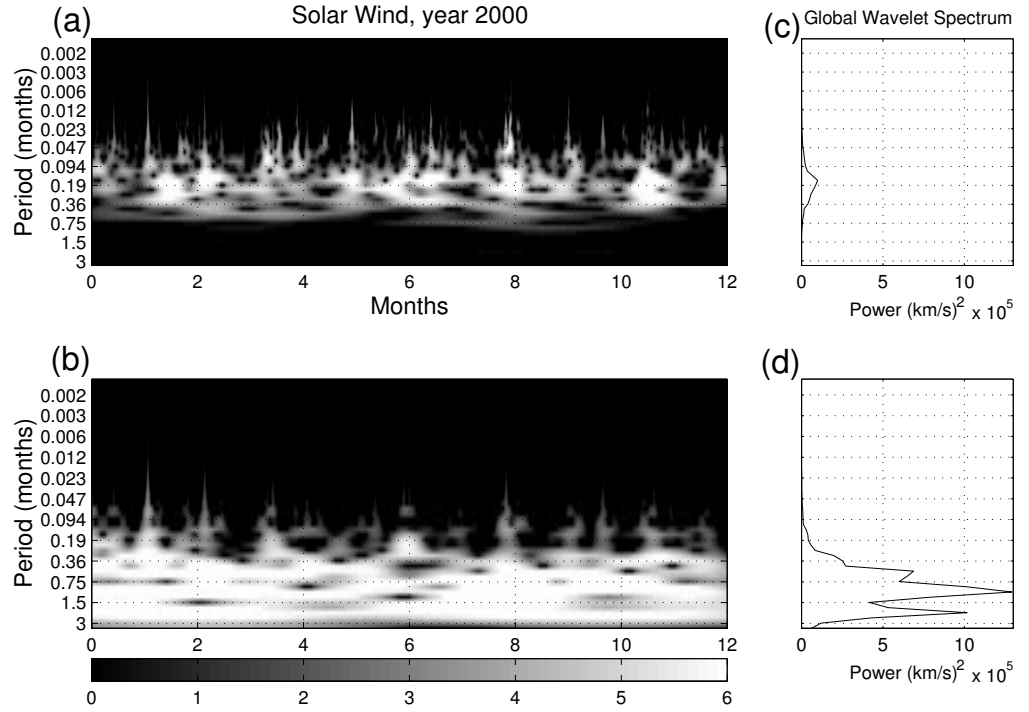 (a) Solar Wind, year 2000
Period (months)
0.002
0.003
0.006
0.012
0.023
0.047
0.094
0.19
0.36
0.75
1.5
3
0 2 4 6 8 10 12
Months
(c) Global Wavelet Spectrum
0 5 10
Power (km/s)² x 10⁵
(b)
Period (months)
0.002
0.003
0.006
0.012
0.023
0.047
0.094
0.19
0.36
0.75
1.5
3
0 2 4 6 8 10 12
0 1 2 3 4 5 6
(d)
0 5 10
Power (km/s)² x 10⁵